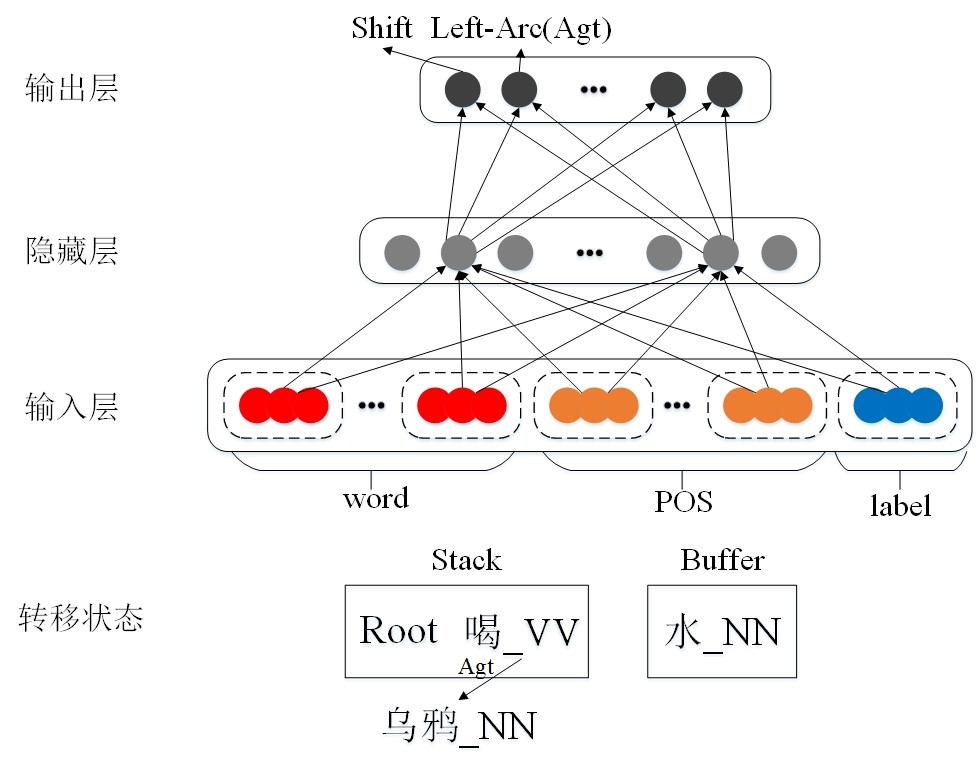 Shift Left-Arc(Agt)
输出层
隐藏层
输入层
word POS label
Stack Buffer
转移状态
Root 喝_VV 水_NN
Agt
乌鸦_NN